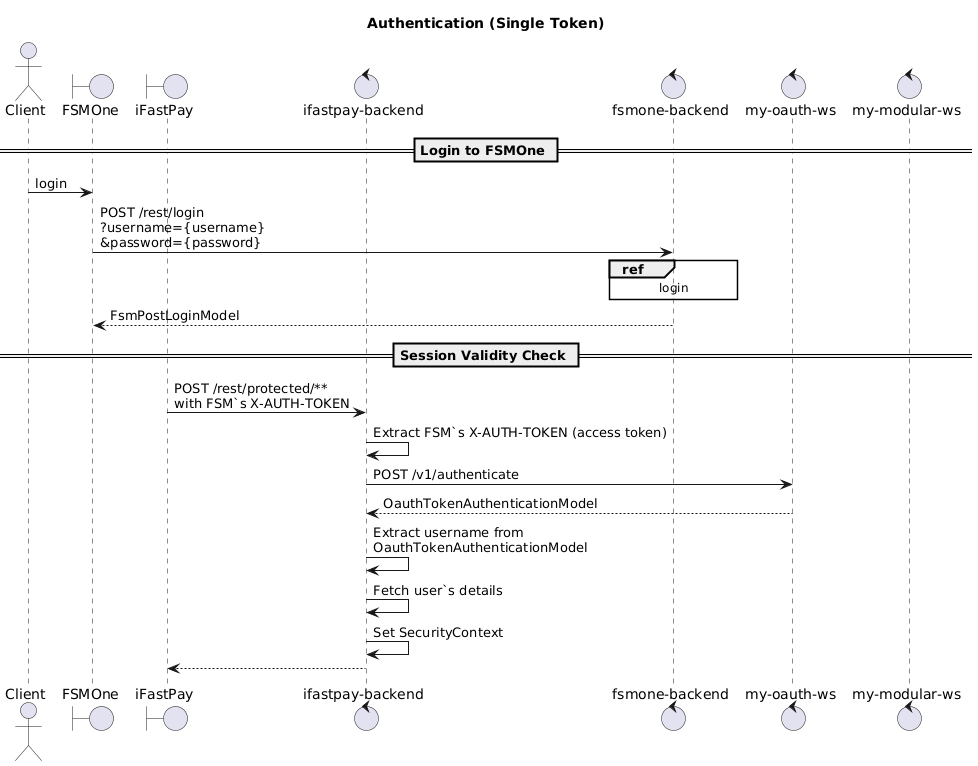 Authentication (Single Token)
Client
FSMOne
iFastPay
ifastpay-backend
fsmone-backend
my-oauth-ws
my-modular-ws
Login to FSMOne
login
POST /rest/login
?username={username}
&password={password}
ref
login
FsmPostLoginModel
Session Validity Check
POST /rest/protected/**
with FSM`s X-AUTH-TOKEN
Extract FSM`s X-AUTH-TOKEN (access token)
POST /v1/authenticate
OauthTokenAuthenticationModel
Extract username from
OauthTokenAuthenticationModel
Fetch user`s details
Set SecurityContext
Client
FSMOne
iFastPay
ifastpay-backend
fsmone-backend
my-oauth-ws
my-modular-ws